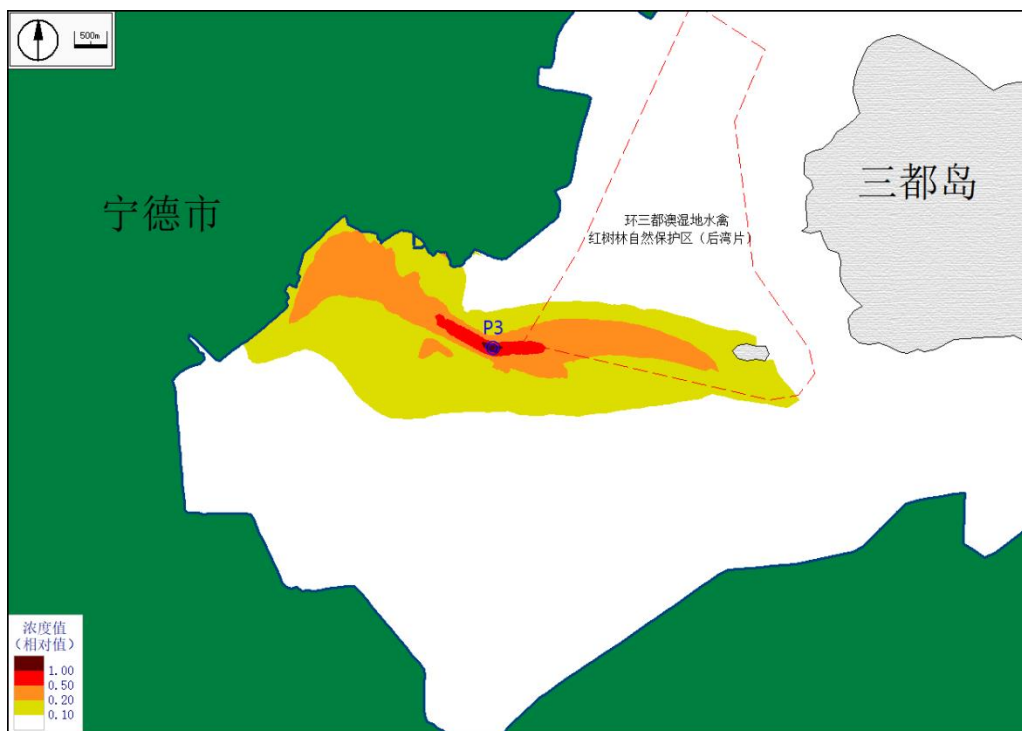 500m
宁德市
三都岛
环三都澳湿地水禽
红树林自然保护区（后湾片）
P3
浓度值
（相对值）
1.00
0.50
0.20
0.10